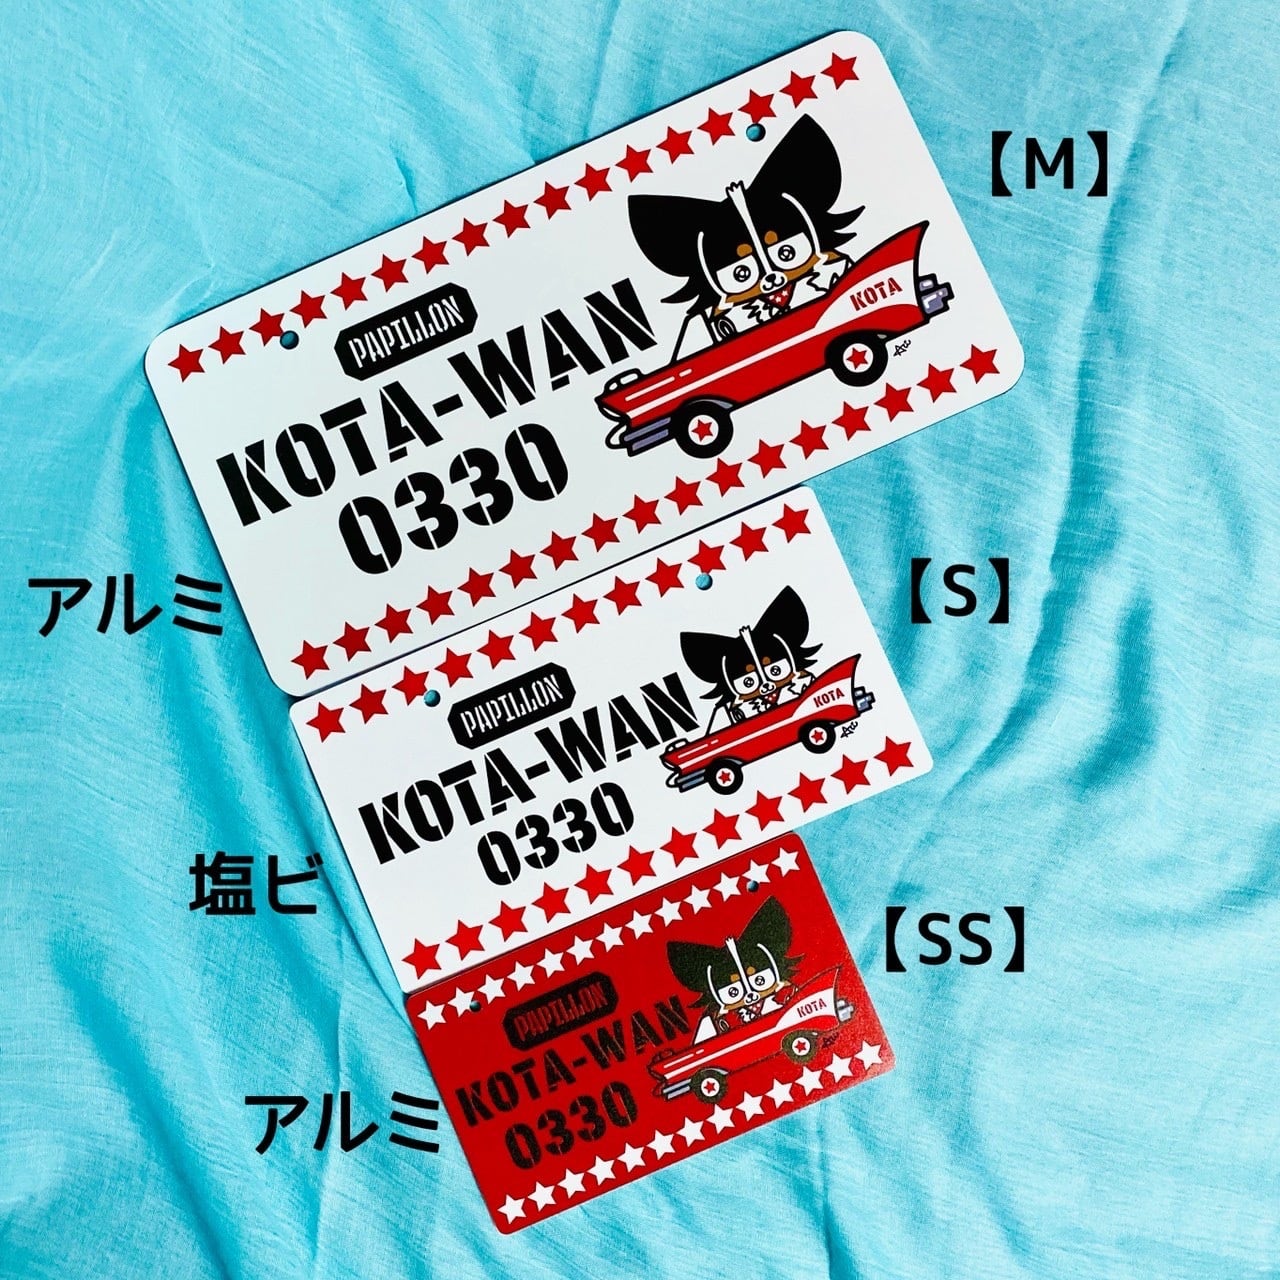 【M】
PAPILLON
KOTA-WAN
0330
KOTA
アルミ
【S】
PAPILLON
KOTA-WAN
0330
KOTA
塩ビ
【SS】
PAPILLON
KOTA-WAN
0330
KOTA
アルミ